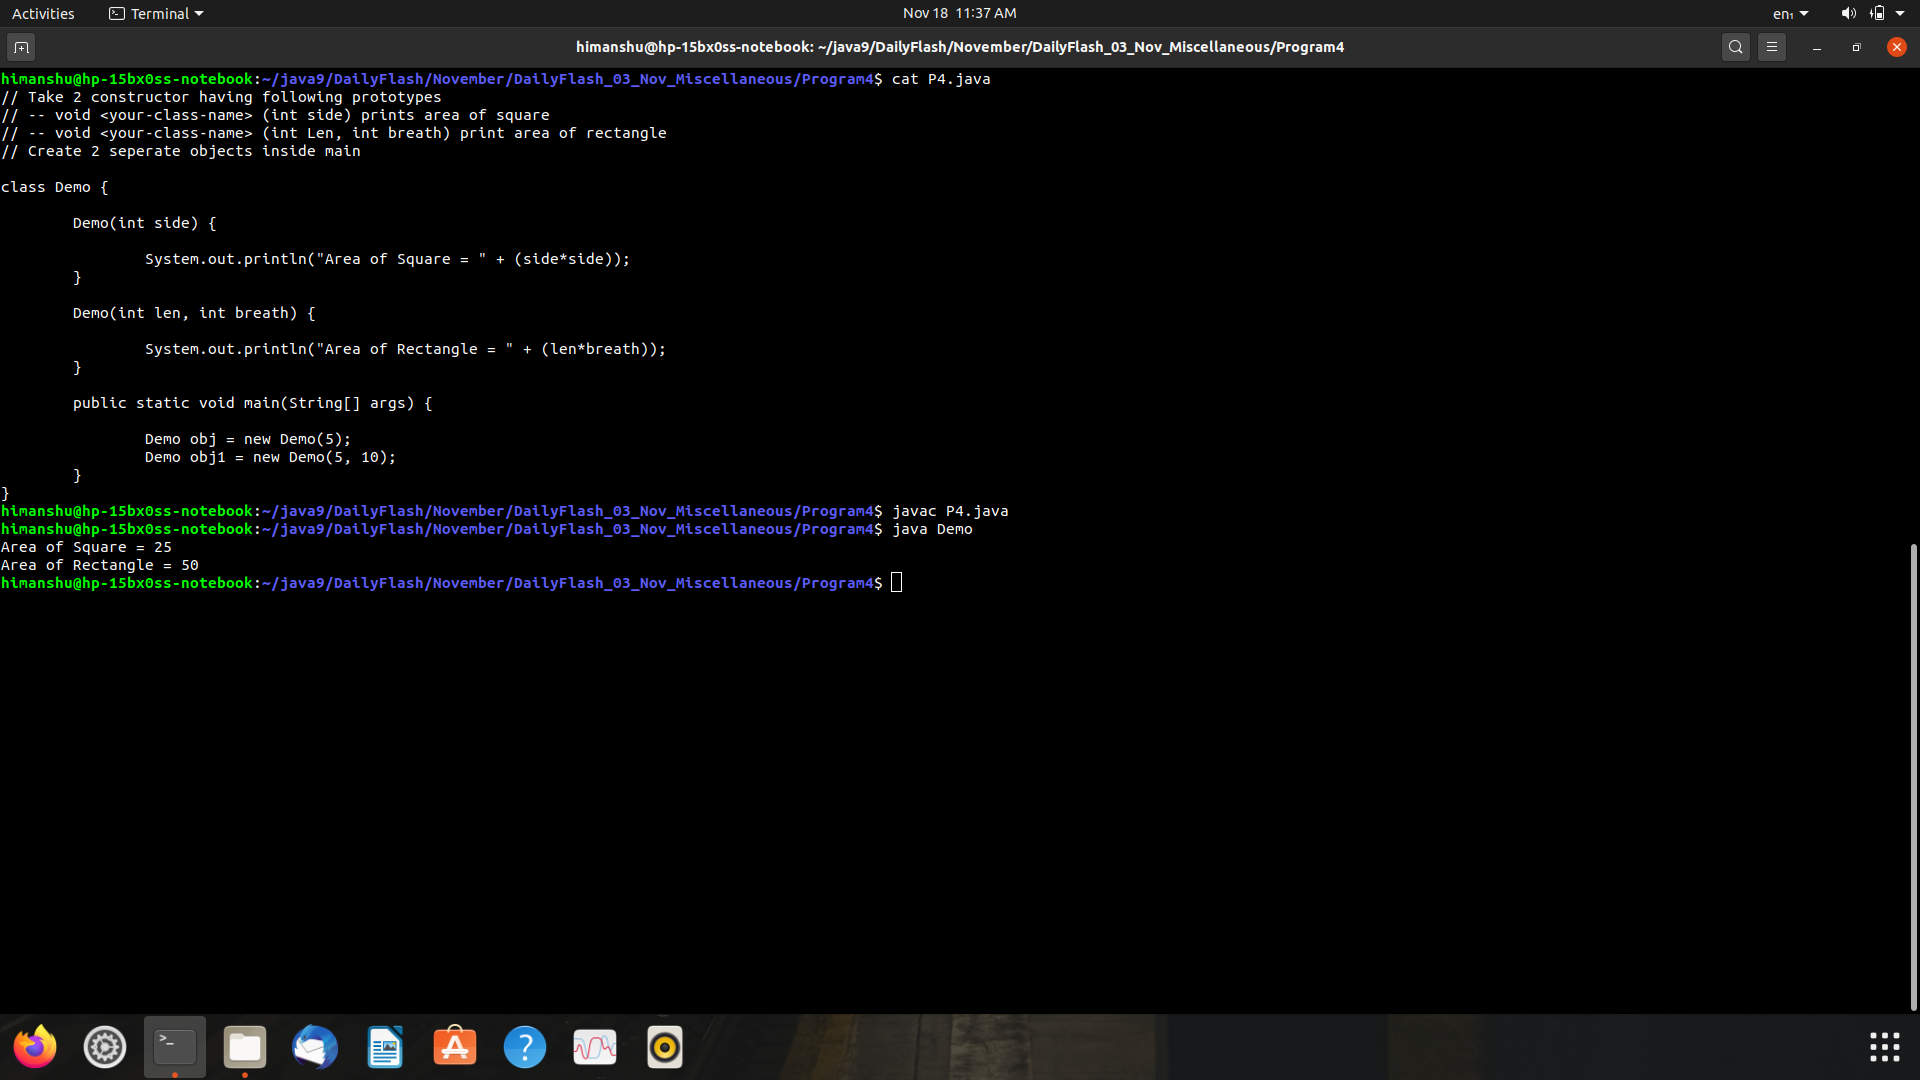 Activities Terminal Nov 18 11:37 AM en₁
himanshu@hp-15bx0ss-notebook: ~/java9/DailyFlash/November/DailyFlash_03_Nov_Miscellaneous/Program4
himanshu@hp-15bx0ss-notebook:~/java9/DailyFlash/November/DailyFlash_03_Nov_Miscellaneous/Program4$ cat P4.java
// Take 2 constructor having following prototypes
// -- void <your-class-name> (int side) prints area of square
// -- void <your-class-name> (int Len, int breath) print area of rectangle
// Create 2 seperate objects inside main
class Demo {
Demo(int side) {
System.out.println("Area of Square = " + (side*side));
}
Demo(int len, int breath) {
System.out.println("Area of Rectangle = " + (len*breath));
}
public static void main(String[] args) {
Demo obj = new Demo(5);
Demo obj1 = new Demo(5, 10);
}
}
himanshu@hp-15bx0ss-notebook:~/java9/DailyFlash/November/DailyFlash_03_Nov_Miscellaneous/Program4$ javac P4.java
himanshu@hp-15bx0ss-notebook:~/java9/DailyFlash/November/DailyFlash_03_Nov_Miscellaneous/Program4$ java Demo
Area of Square = 25
Area of Rectangle = 50
himanshu@hp-15bx0ss-notebook:~/java9/DailyFlash/November/DailyFlash_03_Nov_Miscellaneous/Program4$